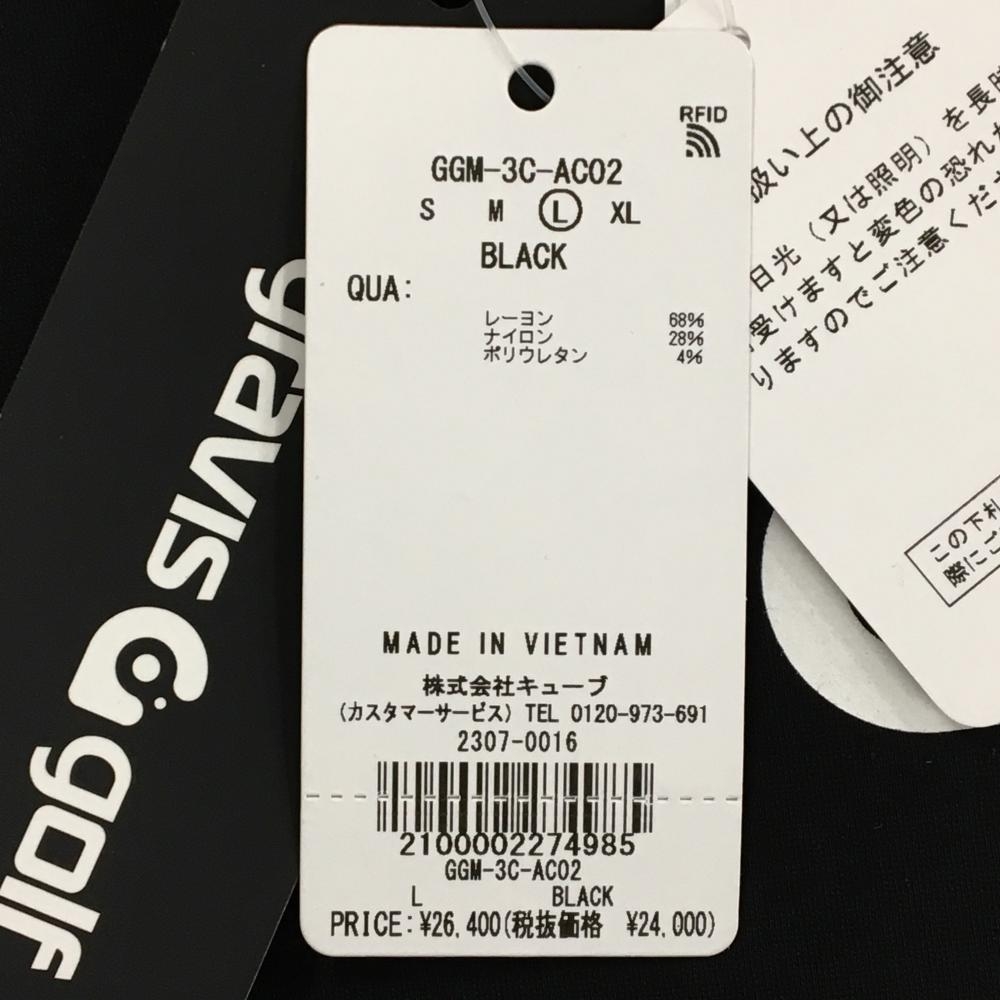 gravis golf
RFID
GGM-3C-AC02
S M L XL
BLACK
QUA:
レーヨン 68%
ナイロン 28%
ポリウレタン 4%
MADE IN VIETNAM
株式会社キューブ
(カスタマーサービス) TEL 0120-973-691
2307-0016
2100002274985
GGM-3C-AC02
L BLACK
PRICE:¥26,400(税抜価格 ¥24,000)
扱い上の御注意
日光(又は照明)を長時
受けますと変色の恐れが
りますのでご注意くださ
この下札
際にご